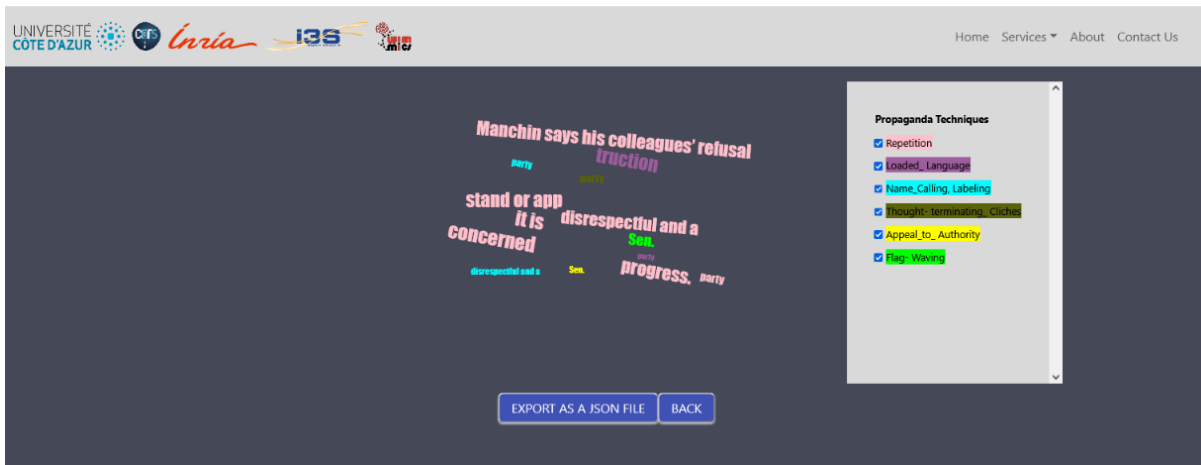 UNIVERSITÉ
CÔTE D'AZUR
cnrs
Inria
i3S
Home Services About Contact Us
Manchin says his colleagues' refusal
party
truction
party
stand or app
it is
disrespectful and a
concerned
Sen.
party
disrespectful and a
Sen.
progress,
party
Propaganda Techniques
Repetition
Loaded_ Language
Name_Calling, Labeling
Thought- terminating_ Cliches
Appeal_to_ Authority
Flag- Waving
EXPORT AS A JSON FILE
BACK